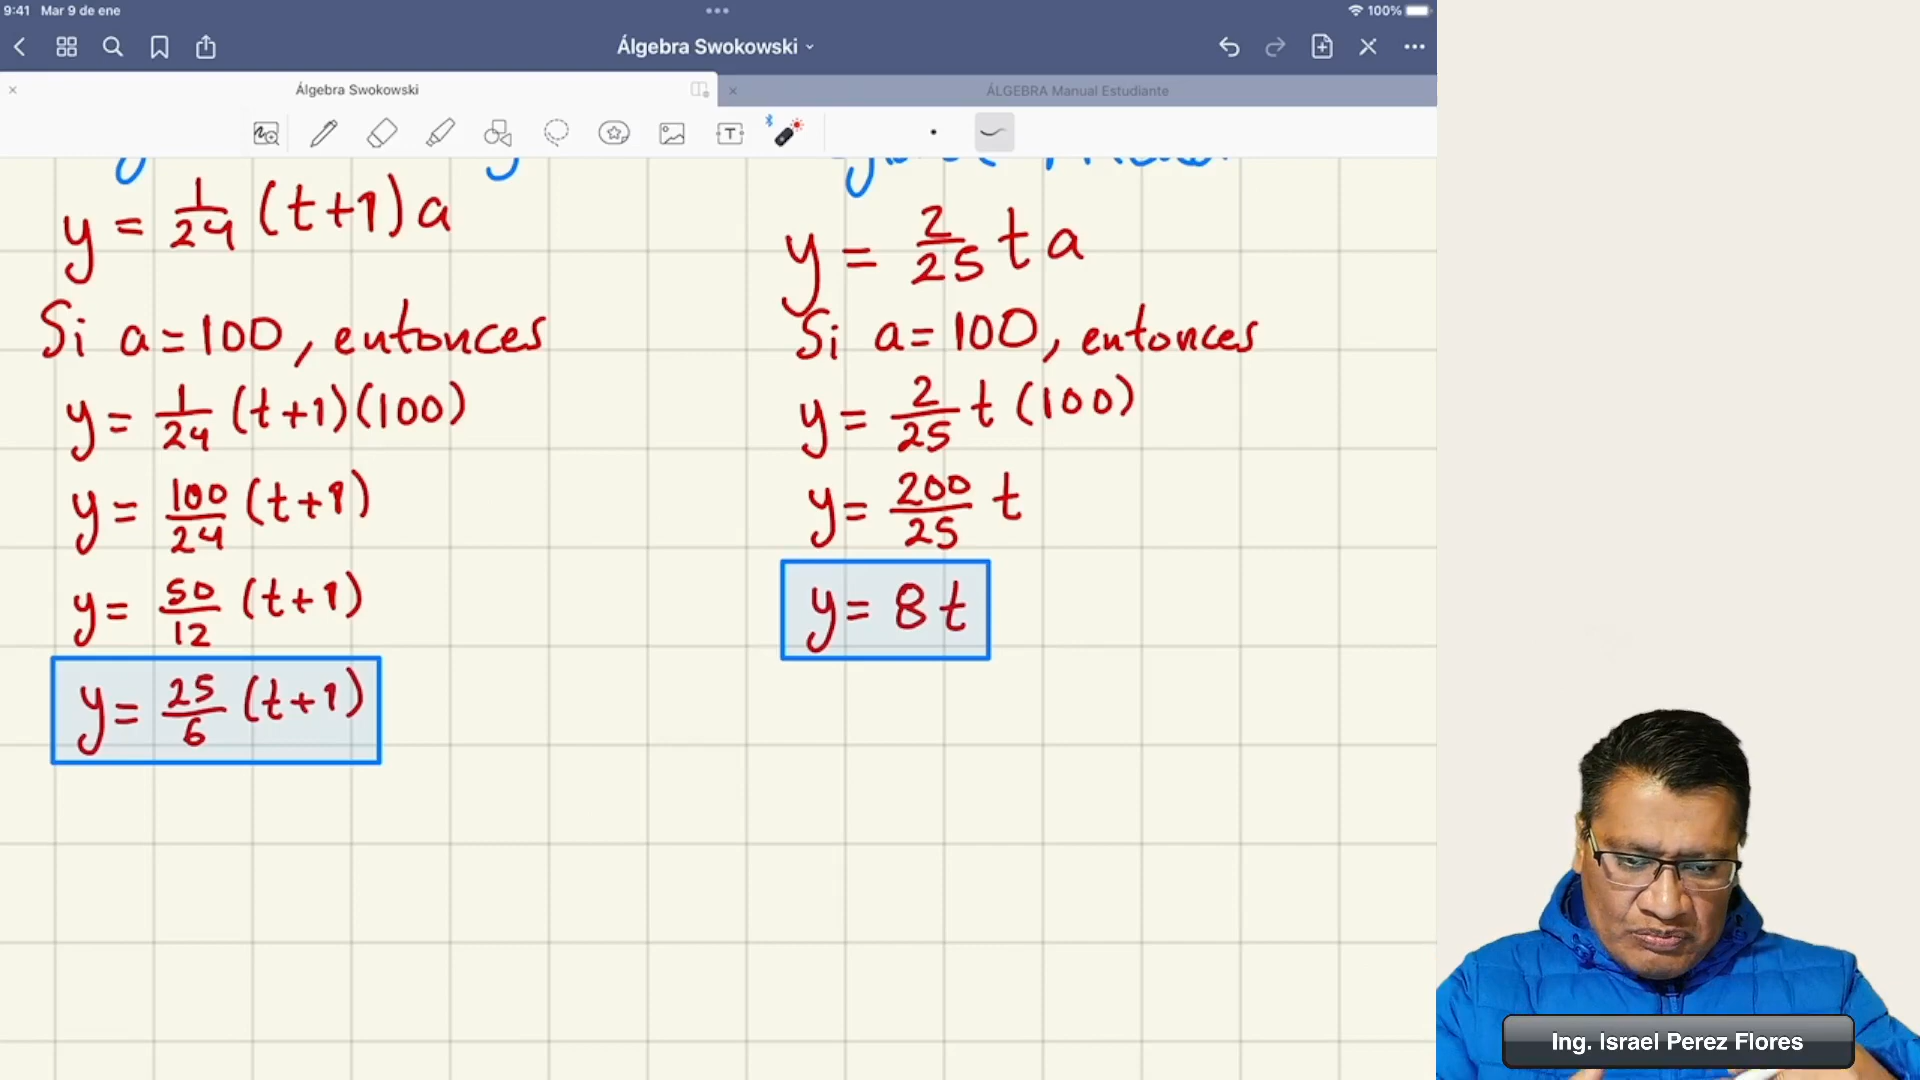 9:41 Mar 9 de ene
100%
Álgebra Swokowski
Álgebra Swokowski
ÁLGEBRA Manual Estudiante
y = 1/24 (t+1) a
Si a = 100, entonces
y = 1/24 (t+1)(100)
y = 100/24 (t+1)
y = 50/12 (t+1)
y = 25/6 (t+1)
y = 2/25 t a
Si a = 100, entonces
y = 2/25 t (100)
y = 200/25 t
y = 8t
Ing. Israel Perez Flores